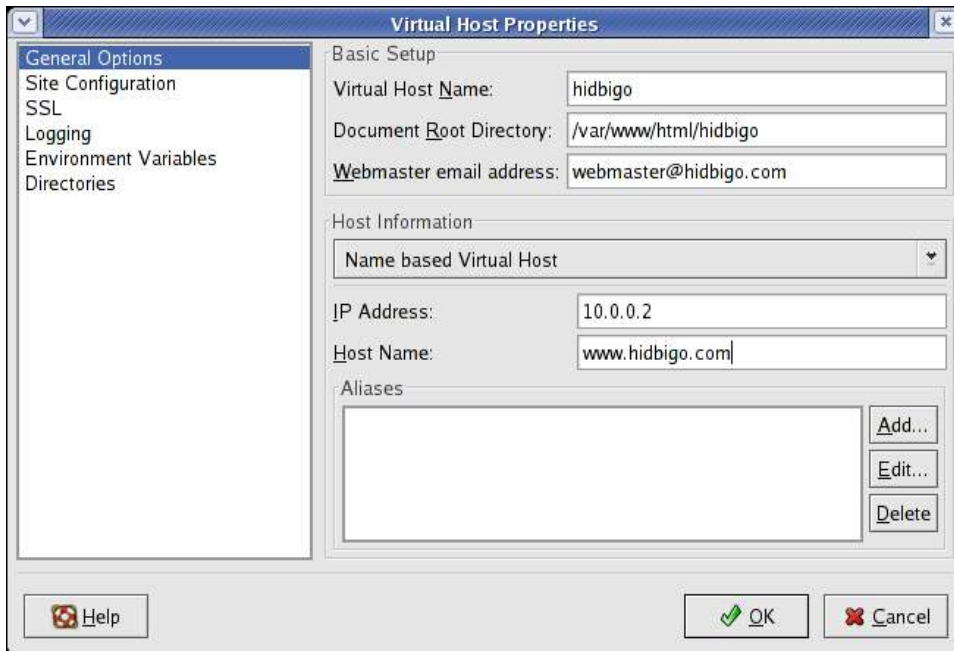 Virtual Host Properties
General Options
Site Configuration
SSL
Logging
Environment Variables
Directories
Basic Setup
Virtual Host Name: hidbigo
Document Root Directory: /var/www/html/hidbigo
Webmaster email address: webmaster@hidbigo.com
Host Information
Name based Virtual Host
IP Address: 10.0.0.2
Host Name: www.hidbigo.com
Aliases
Add...
Edit...
Delete
Help
OK
Cancel